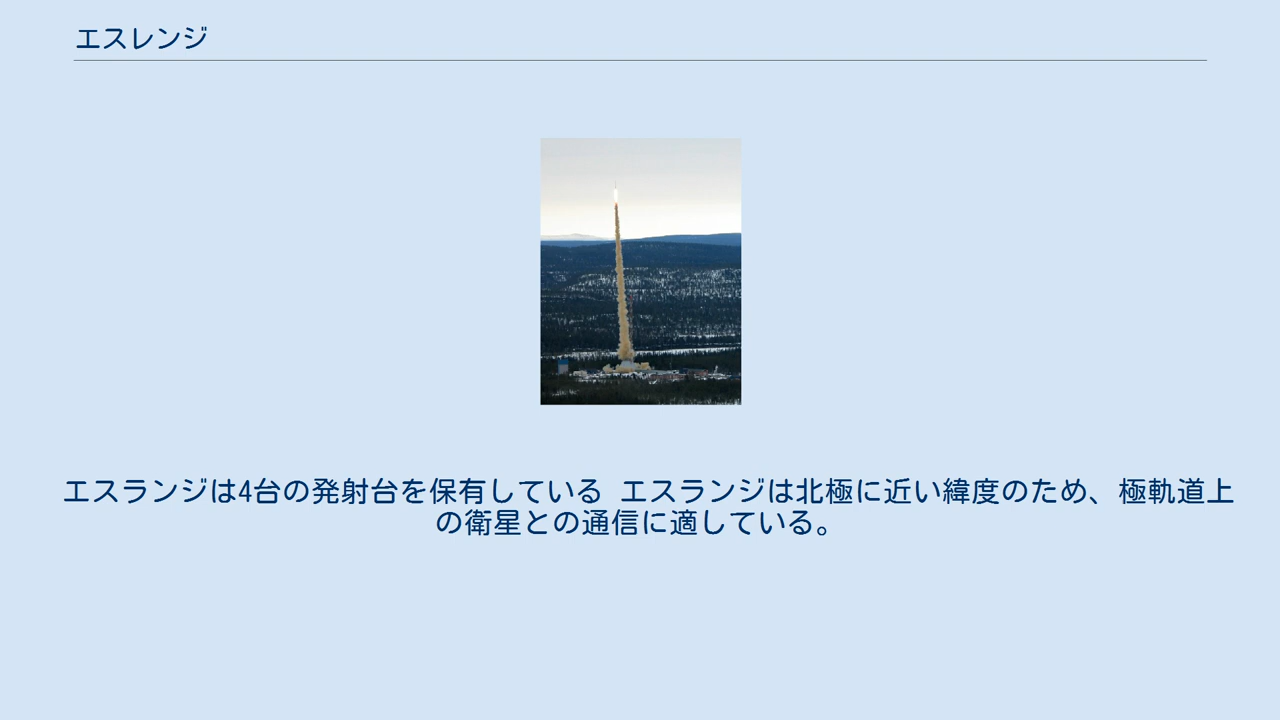 エスレンジ
エスランジは4台の発射台を保有している エスランジは北極に近い緯度のため、極軌道上
の衛星との通信に適している。